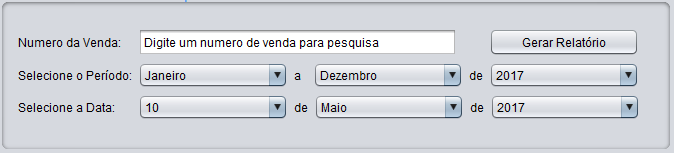 Numero da Venda: Digite um numero de venda para pesquisa Gerar Relatório
Selecione o Período: Janeiro a Dezembro de 2017
Selecione a Data: 10 de Maio de 2017